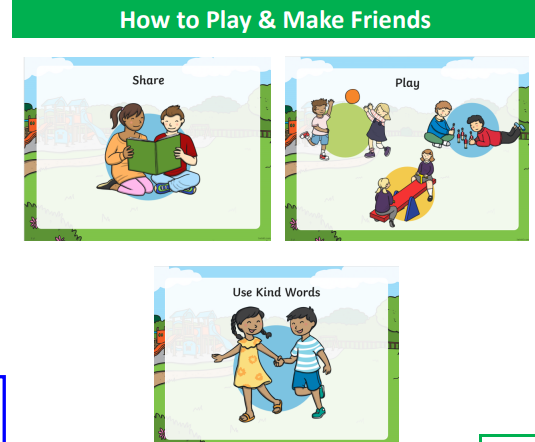 How to Play & Make Friends
Share
Play
Use Kind Words